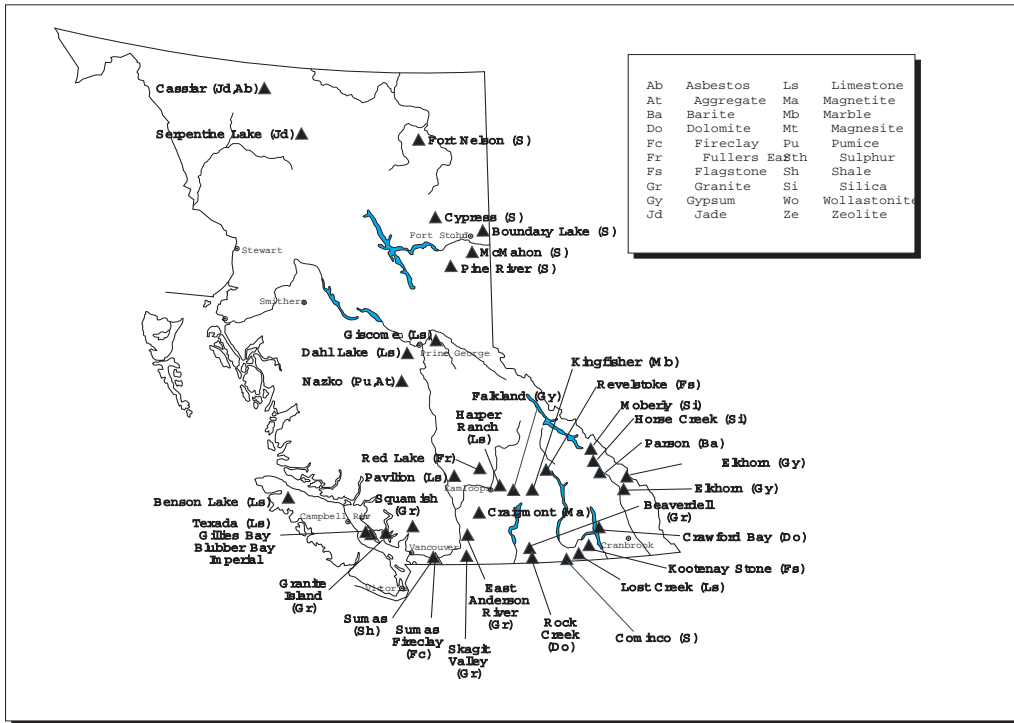 Cassiar (Jd,Ab)
Serpentine Lake (Jd)
Fort Nelson (S)
Cypress (S)
Fort StohnJ
Boundary Lake (S)
McMahon (S)
Pine River (S)
Stewart
Smithers
Giscome (Ls)
Dahl Lake (Ls)
Prince George
Nazko (Pu,At)
Kingfisher (Mb)
Revelstoke (Fs)
Falkland (Gy)
Moberly (Si)
Horse Creek (Si)
Harper
Ranch
(Ls)
Parson (Ba)
Elkhorn (Gy)
Red Lake (Fr)
Pavilion (Ls)
Kamloops
Elkhorn (Gy)
Benson Lake (Ls)
Squamish
(Gr)
Craigmont (Ma)
Beaverdell
(Gr)
Campbell River
Texada (Ls)
Gillies Bay
Blubber Bay
Imperial
Vancouver
Crawford Bay (Do)
Cranbrook
Kootenay Stone (Fs)
Lost Creek (Ls)
Victoria
Granite
Island
(Gr)
Sumas
(Sh)
Sumas
Fireclay
(Fc)
East
Anderson
River
(Gr)
Skagit
Valley
(Gr)
Rock
Creek
(Do)
Cominco (S)
Ab Asbestos Ls Limestone
At Aggregate Ma Magnetite
Ba Barite Mb Marble
Do Dolomite Mt Magnesite
Fc Fireclay Pu Pumice
Fr Fullers Earth S Sulphur
Fs Flagstone Sh Shale
Gr Granite Si Silica
Gy Gypsum Wo Wollastonite
Jd Jade Ze Zeolite